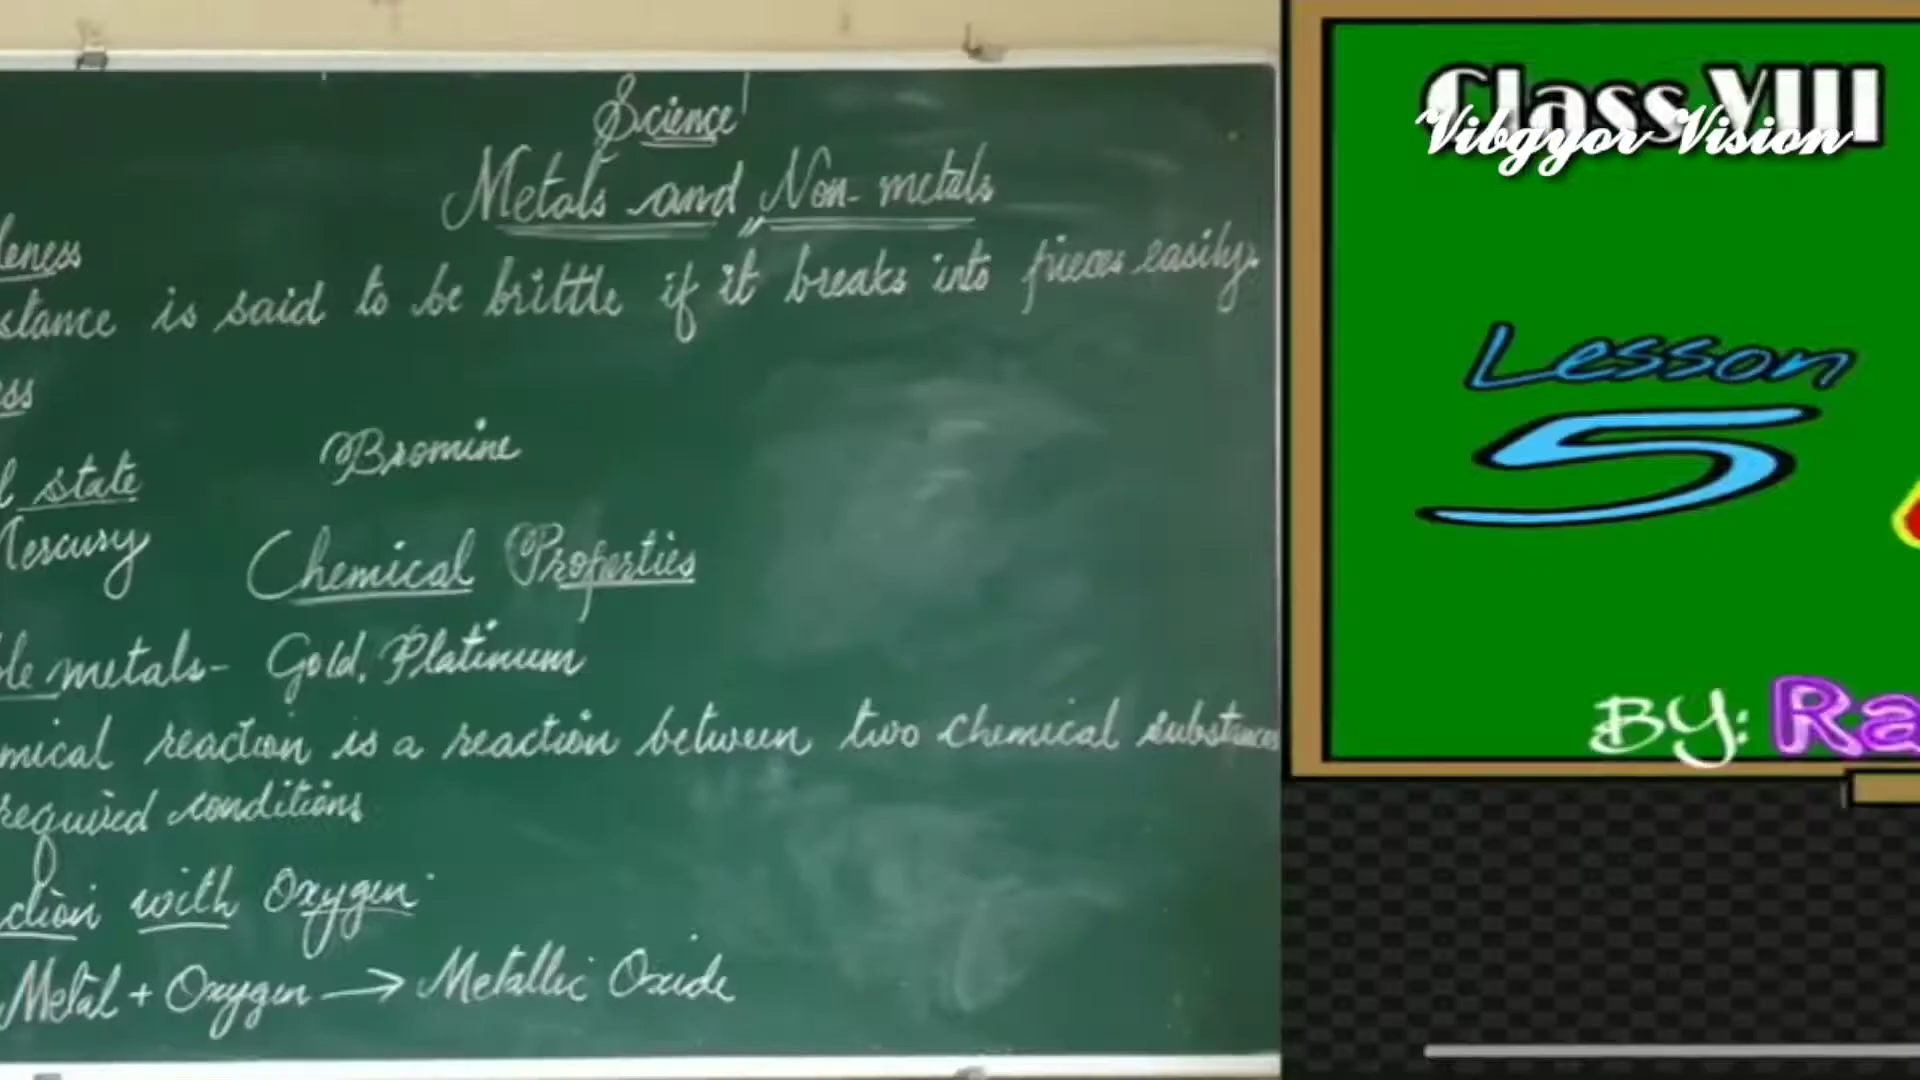 Science
Metals and Non-metals
leness
stance is said to be brittle if it breaks into pieces easily.
ess
l state
Bromine
Mercury
Chemical Properties
ble metals- Gold, Platinum
mical reaction is a reaction between two chemical substances
required conditions
ction with Oxygen
Metal + Oxygen → Metallic Oxide
Class VIII
Vibgyor Vision
Lesson
5
BY: Ra